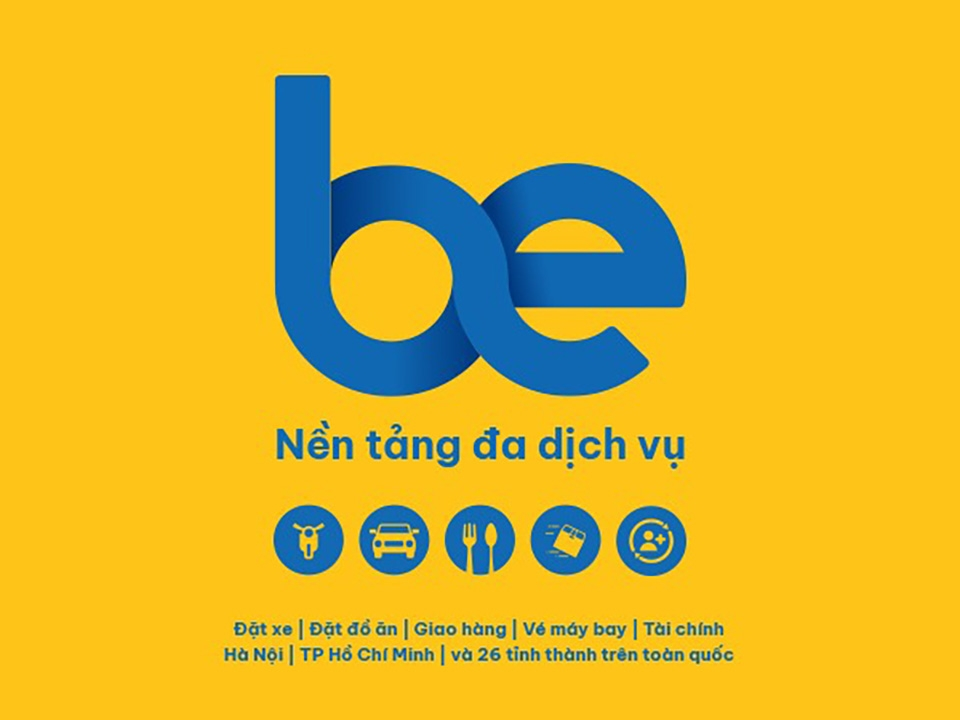 be
Nền tảng đa dịch vụ
Đặt xe | Đặt đồ ăn | Giao hàng | Vé máy bay | Tài chính
Hà Nội | TP Hồ Chí Minh | và 26 tỉnh thành trên toàn quốc